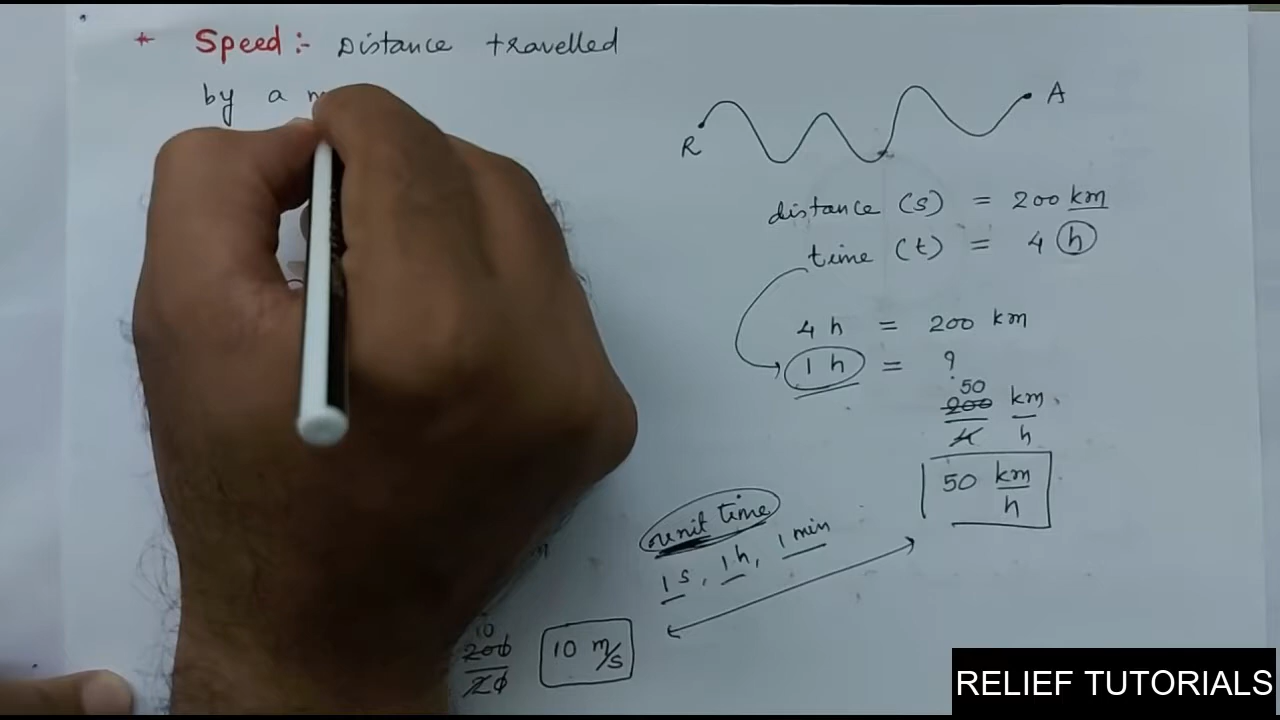 * Speed :- Distance travelled
by a
R
A
distance (s) = 200 km
time (t) = 4 h
4 h = 200 km
1 h = ?
50
200 km
4 h
50 km
h
unit time
1 s, 1 h, 1 min
10
200
20
10 m/s
RELIEF TUTORIALS